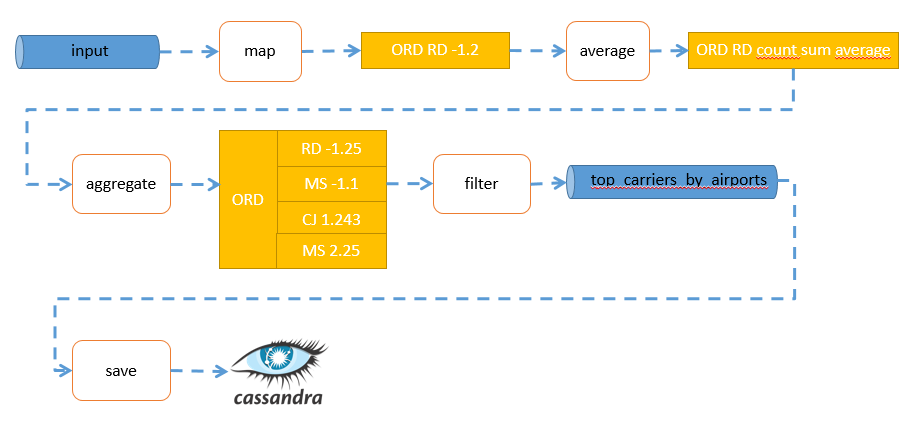 input
map
ORD RD -1.2
average
ORD RD count sum average
aggregate
ORD
RD -1.25
MS -1.1
CJ 1.243
MS 2.25
filter
top_carriers_by_airports
save
cassandra